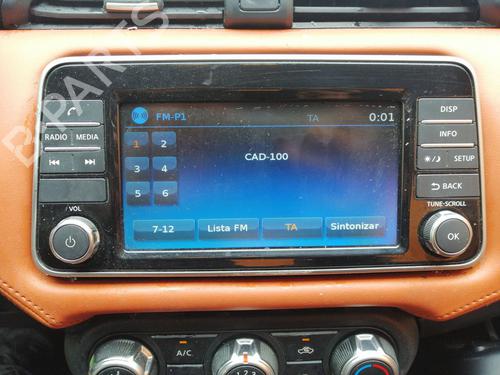 B-PARTS
FM-P1 TA 0:01
1 2
3 4
5 6
CAD-100
7-12 Lista FM TA Sintonizar
RADIO MEDIA
/VOL
DISP
INFO
SETUP
BACK
TUNE-SCROLL
OK
A/C